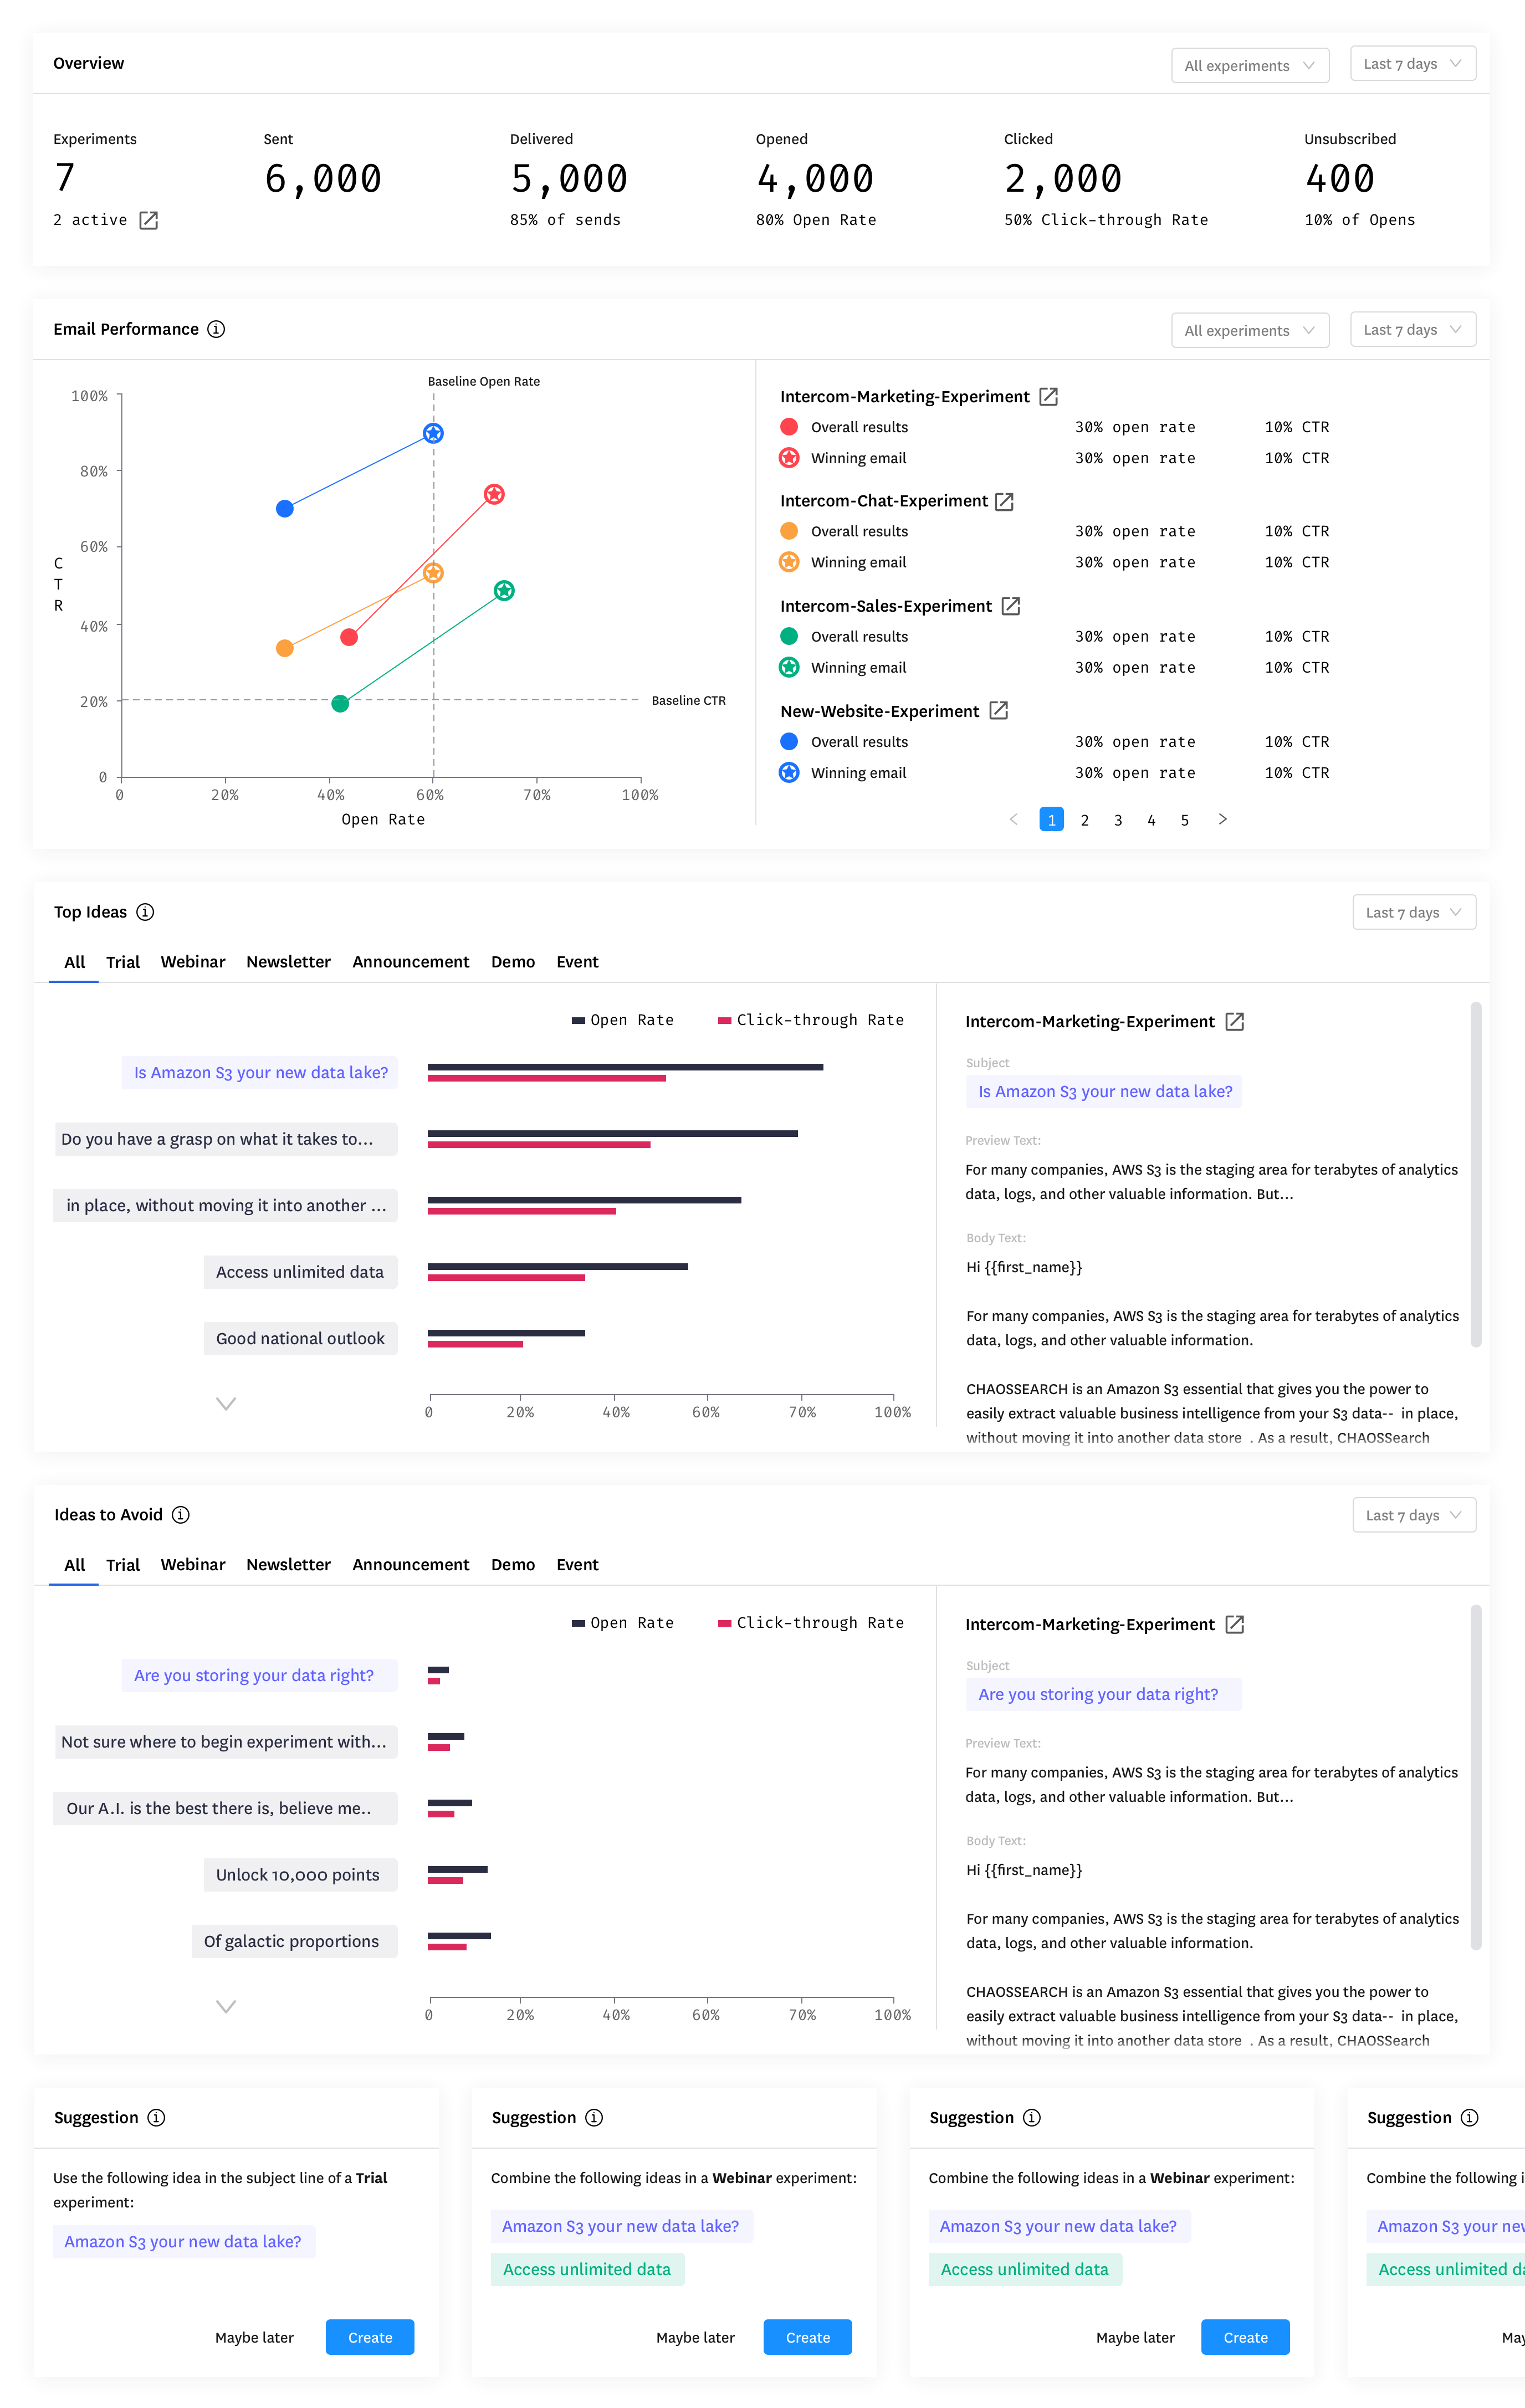 Overview
All experiments
Last 7 days
Experiments
7
2 active
Sent
6,000
Delivered
5,000
85% of sends
Opened
4,000
80% Open Rate
Clicked
2,000
50% Click-through Rate
Unsubscribed
400
10% of Opens
Email Performance
All experiments
Last 7 days
Baseline Open Rate
100%
80%
60%
40%
20%
0
C
T
R
Baseline CTR
0 20% 40% 60% 70% 100%
Open Rate
Intercom-Marketing-Experiment
Overall results 30% open rate 10% CTR
Winning email 30% open rate 10% CTR
Intercom-Chat-Experiment
Overall results 30% open rate 10% CTR
Winning email 30% open rate 10% CTR
Intercom-Sales-Experiment
Overall results 30% open rate 10% CTR
Winning email 30% open rate 10% CTR
New-Website-Experiment
Overall results 30% open rate 10% CTR
Winning email 30% open rate 10% CTR
< 1 2 3 4 5 >
Top Ideas
Last 7 days
All Trial Webinar Newsletter Announcement Demo Event
Open Rate Click-through Rate
Is Amazon S3 your new data lake?
Do you have a grasp on what it takes to...
in place, without moving it into another ...
Access unlimited data
Good national outlook
0 20% 40% 60% 70% 100%
Intercom-Marketing-Experiment
Subject
Is Amazon S3 your new data lake?
Preview Text:
For many companies, AWS S3 is the staging area for terabytes of analytics
data, logs, and other valuable information. But...
Body Text:
Hi {{first_name}}
For many companies, AWS S3 is the staging area for terabytes of analytics
data, logs, and other valuable information.
CHAOSSEARCH is an Amazon S3 essential that gives you the power to
easily extract valuable business intelligence from your S3 data-- in place,
without moving it into another data store . As a result, CHAOSSearch
Ideas to Avoid
Last 7 days
All Trial Webinar Newsletter Announcement Demo Event
Open Rate Click-through Rate
Are you storing your data right?
Not sure where to begin experiment with...
Our A.I. is the best there is, believe me..
Unlock 10,000 points
Of galactic proportions
0 20% 40% 60% 70% 100%
Intercom-Marketing-Experiment
Subject
Are you storing your data right?
Preview Text:
For many companies, AWS S3 is the staging area for terabytes of analytics
data, logs, and other valuable information. But...
Body Text:
Hi {{first_name}}
For many companies, AWS S3 is the staging area for terabytes of analytics
data, logs, and other valuable information.
CHAOSSEARCH is an Amazon S3 essential that gives you the power to
easily extract valuable business intelligence from your S3 data-- in place,
without moving it into another data store . As a result, CHAOSSearch
Suggestion
Use the following idea in the subject line of a Trial
experiment:
Amazon S3 your new data lake?
Maybe later
Create
Suggestion
Combine the following ideas in a Webinar experiment:
Amazon S3 your new data lake?
Access unlimited data
Maybe later
Create
Suggestion
Combine the following ideas in a Webinar experiment:
Amazon S3 your new data lake?
Access unlimited data
Maybe later
Create
Suggestion
Combine the following
Amazon S3 your
Access unlimited